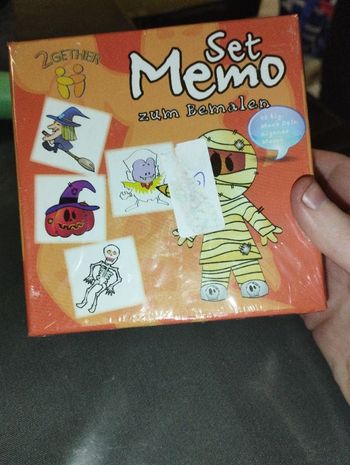 2GETHER
Set
Memo
zum Bemalen